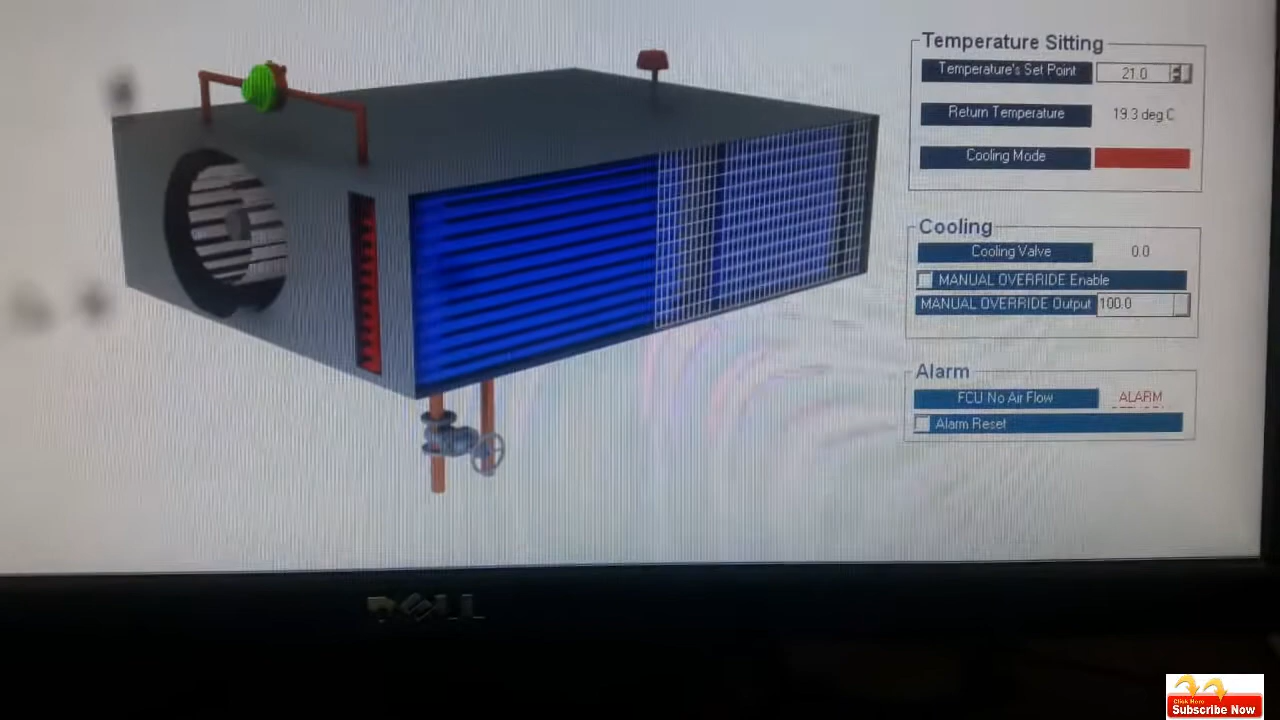 Temperature Sitting
Temperature's Set Point 21.0
Return Temperature 19.3 deg C
Cooling Mode
Cooling
Cooling Valve 0.0
MANUAL OVERRIDE Enable
MANUAL OVERRIDE Output 100.0
Alarm
FCU No Air Flow ALARM
Alarm Reset
DELL
Click Here
Subscribe Now